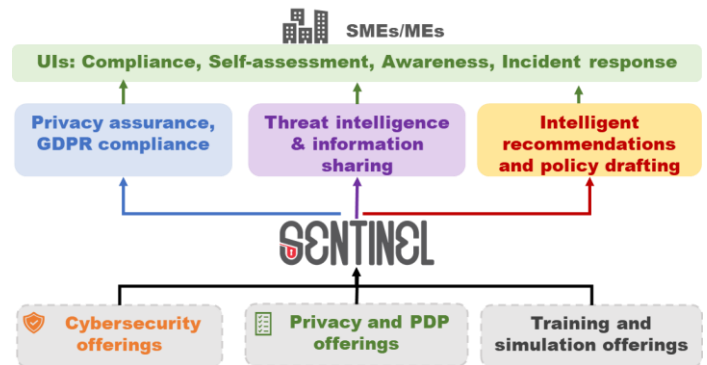 SMEs/MEs
UIs: Compliance, Self-assessment, Awareness, Incident response
Privacy assurance,
GDPR compliance
Threat intelligence
& information
sharing
Intelligent
recommendations
and policy drafting
SENTINEL
Cybersecurity
offerings
Privacy and PDP
offerings
Training and
simulation offerings